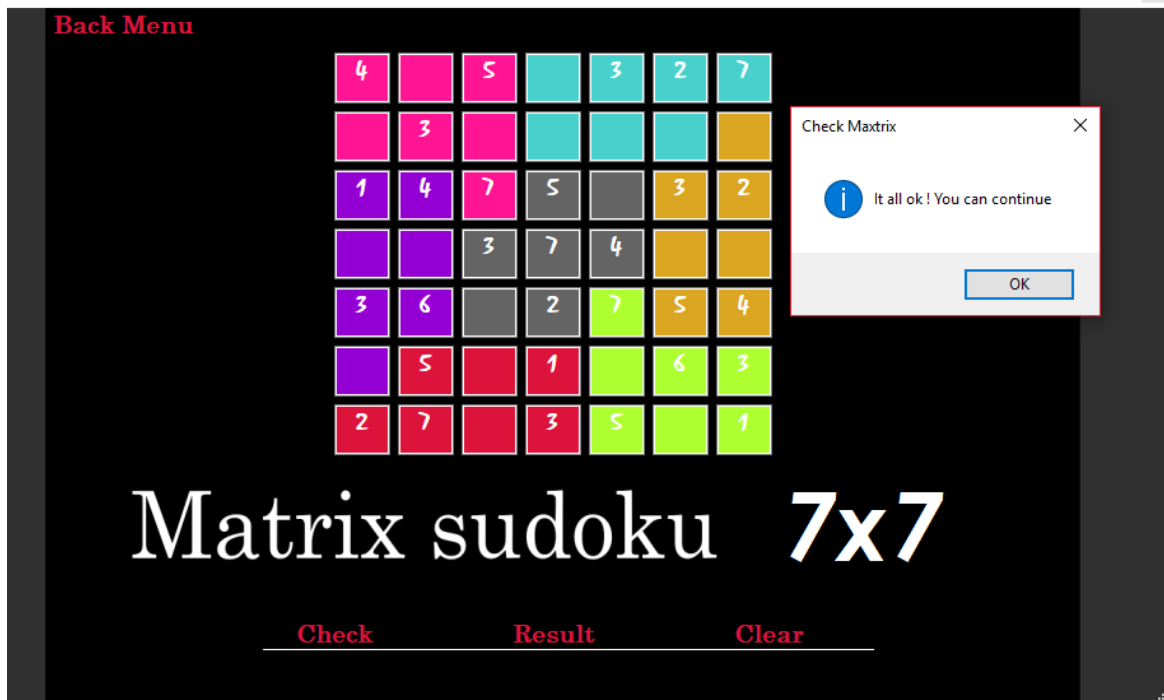 Back Menu
4 5 3 2 7
3
1 4 7 5 3 2
3 7 4
3 6 2 7 5 4
5 1 6 3
2 7 3 5 1
Check Maxtrix
It all ok ! You can continue
OK
Matrix sudoku 7x7
Check Result Clear